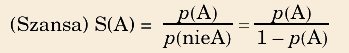 (Szansa) S(A) = p(A)/p(nieA) = p(A)/1 – p(A)